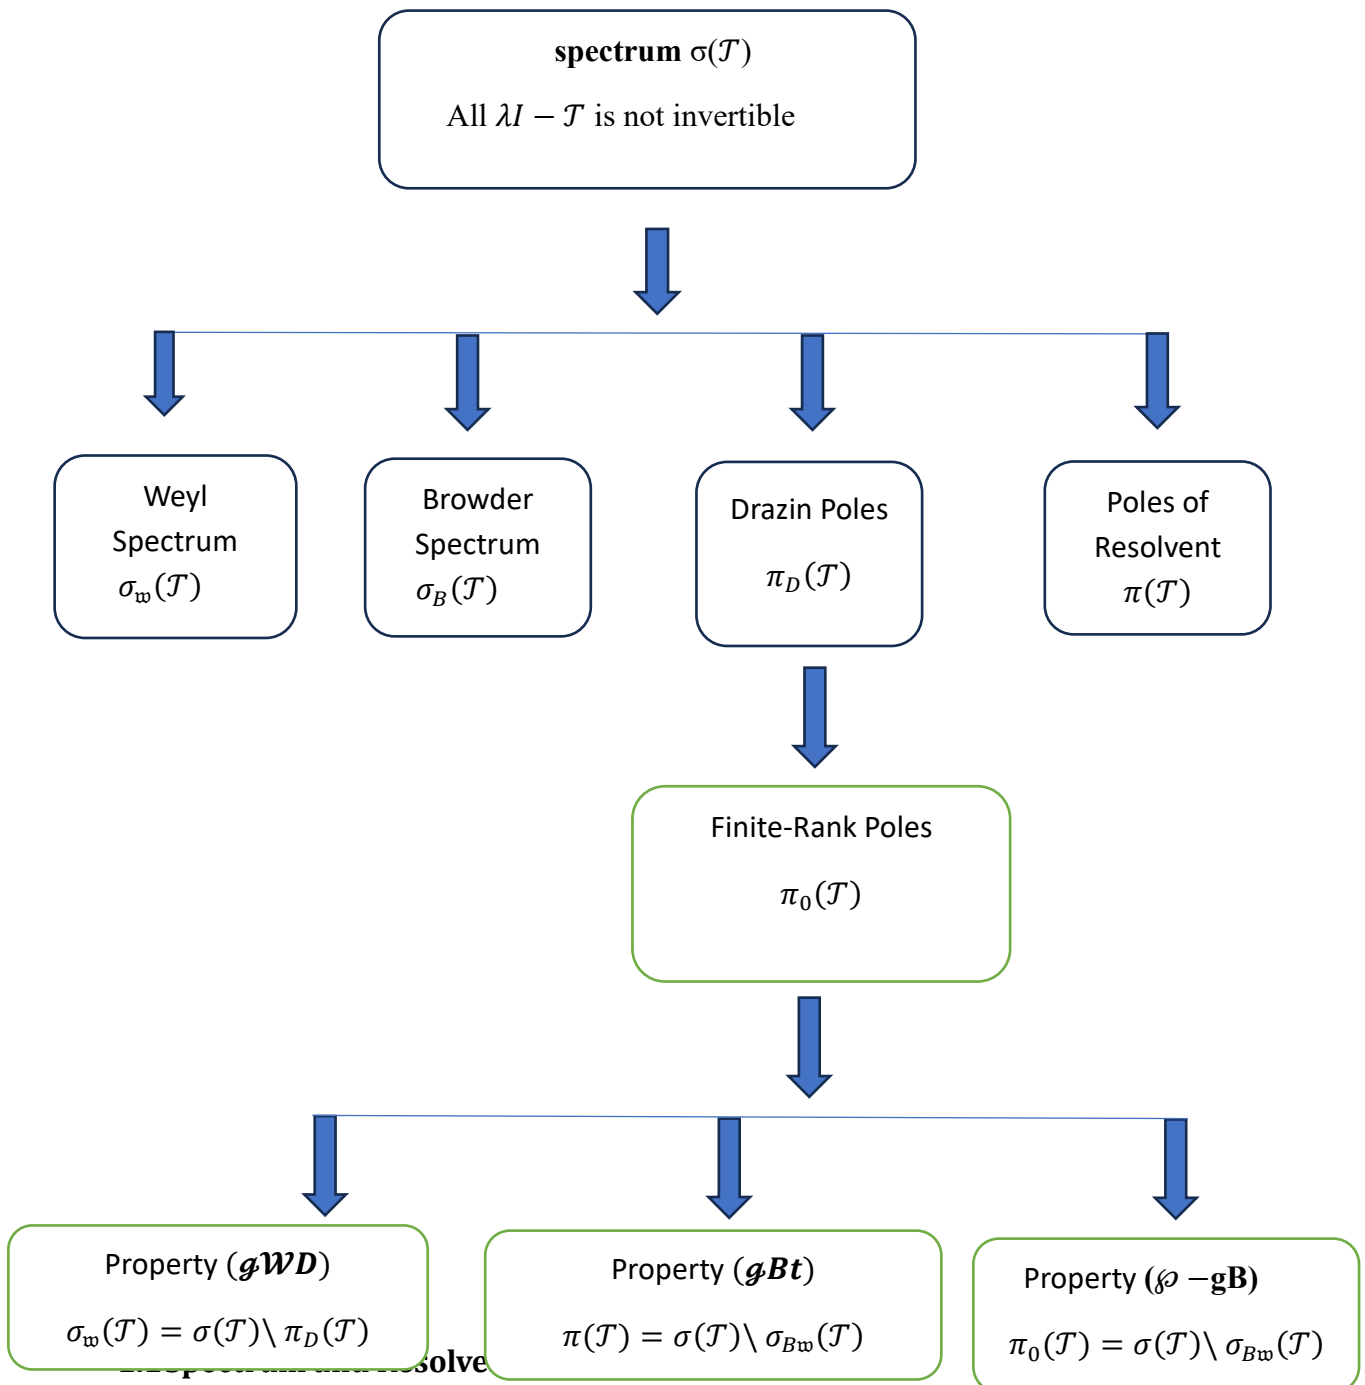 spectrum σ(𝒯)
All 𝜆𝐼 − 𝒯 is not invertible
Weyl
Spectrum
𝜎𝔴(𝒯)
Browder
Spectrum
𝜎𝐵(𝒯)
Drazin Poles
𝜋𝐷(𝒯)
Poles of
Resolvent
𝜋(𝒯)
Finite-Rank Poles
𝜋0(𝒯)
Property (𝓰𝓦𝑫)
𝜎𝔴(𝒯) = 𝜎(𝒯)\ 𝜋𝐷(𝒯)
Property (𝓰𝑩𝒕)
𝜋(𝒯) = 𝜎(𝒯)\ 𝜎𝐵𝔴(𝒯)
Property (℘ −gB)
𝜋0(𝒯) = 𝜎(𝒯)\ 𝜎𝐵𝔴(𝒯)